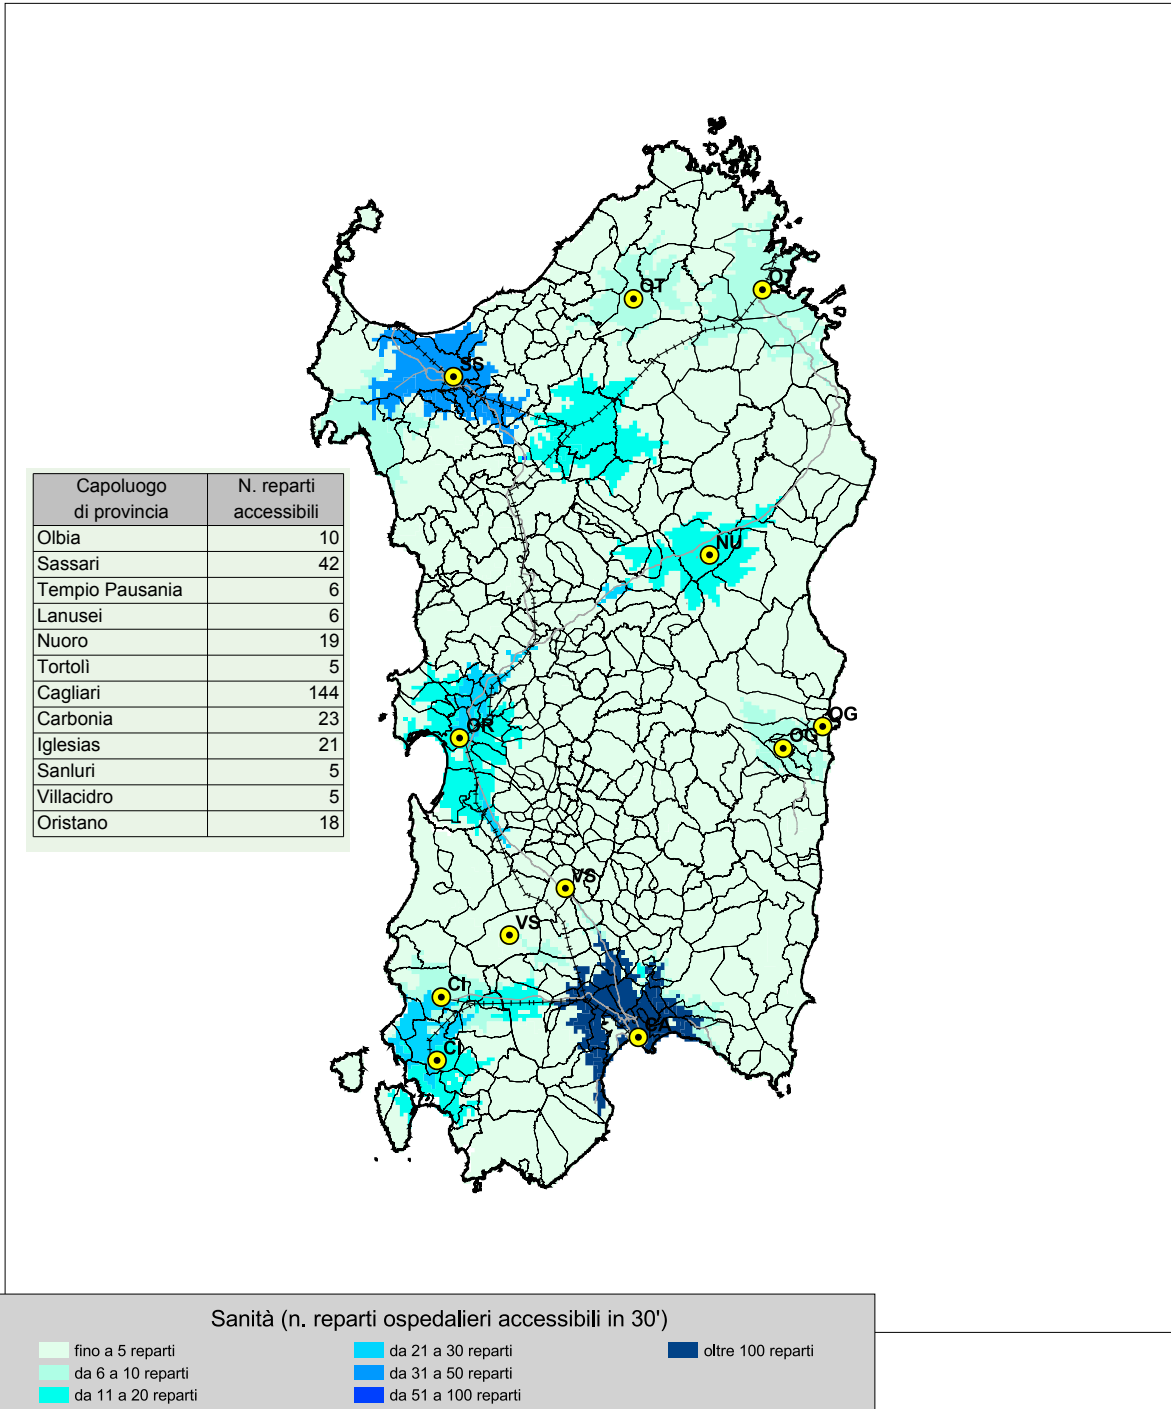 OT
OT
SS
NU
OG
OG
OR
VS
VS
CI
CI
CA
Capoluogo di provincia N. reparti accessibili
Olbia 10
Sassari 42
Tempio Pausania 6
Lanusei 6
Nuoro 19
Tortolì 5
Cagliari 144
Carbonia 23
Iglesias 21
Sanluri 5
Villacidro 5
Oristano 18
Sanità (n. reparti ospedalieri accessibili in 30')
fino a 5 reparti
da 6 a 10 reparti
da 11 a 20 reparti
da 21 a 30 reparti
da 31 a 50 reparti
da 51 a 100 reparti
oltre 100 reparti